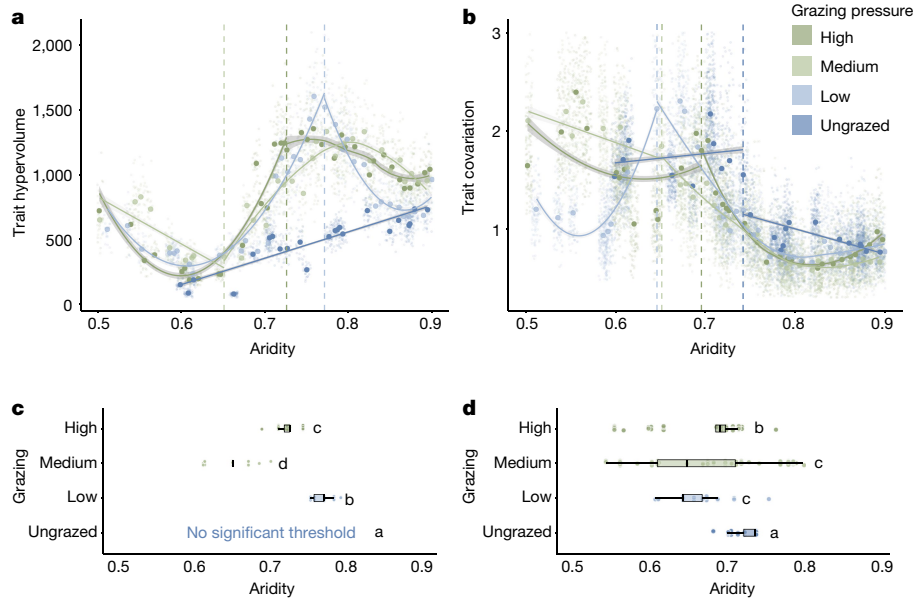 a
2,000
1,500
1,000
500
0
Trait hypervolume
0.5 0.6 0.7 0.8 0.9
Aridity
b
3
2
1
Trait covariation
0.5 0.6 0.7 0.8 0.9
Aridity
Grazing pressure
High
Medium
Low
Ungrazed
c
Grazing
High c
Medium d
Low b
Ungrazed No significant threshold a
0.5 0.6 0.7 0.8 0.9
Aridity
d
Grazing
High b
Medium c
Low c
Ungrazed a
0.5 0.6 0.7 0.8 0.9
Aridity